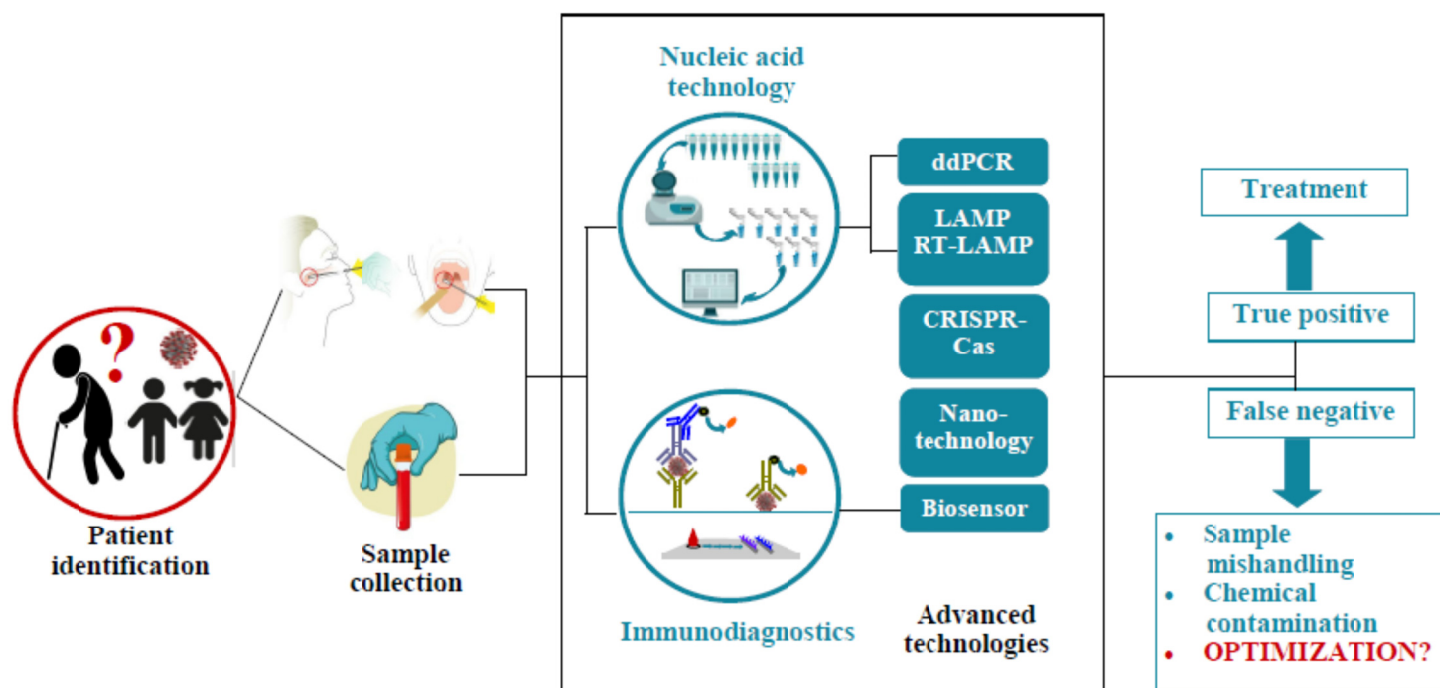 Patient
identification
?
Sample
collection
Nucleic acid
technology
Immunodiagnostics
ddPCR
LAMP
RT-LAMP
CRISPR-
Cas
Nano-
technology
Biosensor
Advanced
technologies
Treatment
True positive
False negative
• Sample
mishandling
• Chemical
contamination
• OPTIMIZATION?